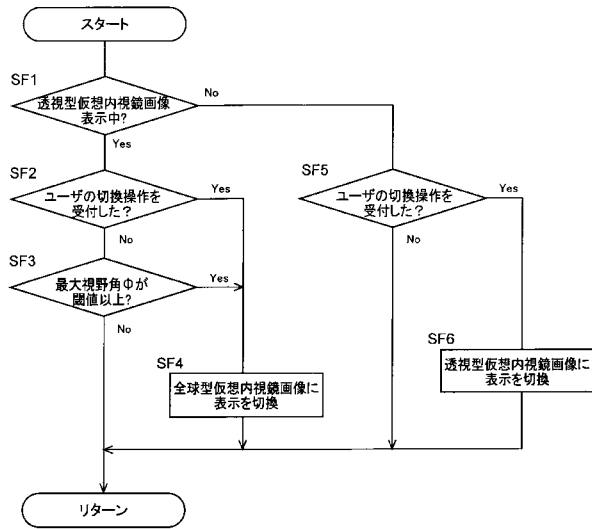 スタート
SF1
透視型仮想内視鏡画像
表示中?
No
Yes
SF2
ユーザの切換操作を
受付した?
Yes
No
SF5
ユーザの切換操作を
受付した?
Yes
No
SF3
最大視野角Φが
閾値以上?
Yes
No
SF4
全球型仮想内視鏡画像に
表示を切換
SF6
透視型仮想内視鏡画像に
表示を切換
リターン